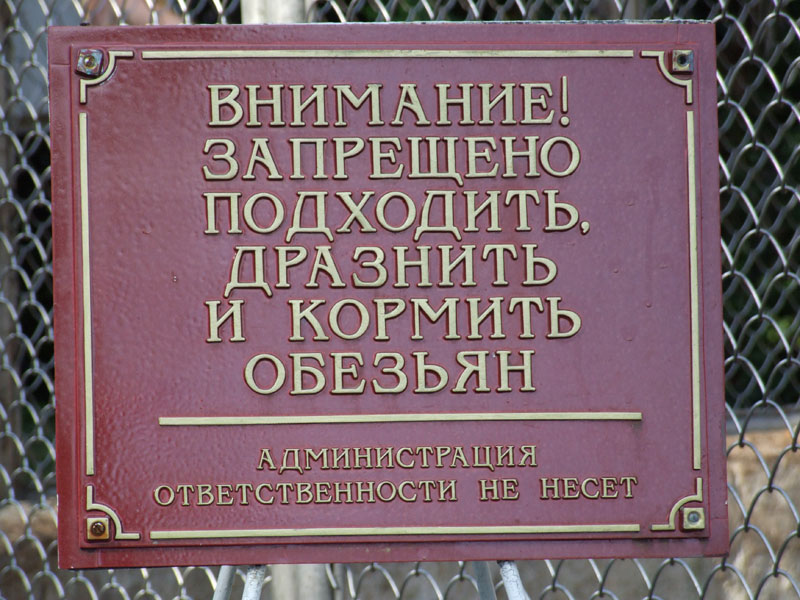 ВНИМАНИЕ!
ЗАПРЕЩЕНО
ПОДХОДИТЬ,
ДРАЗНИТЬ
И КОРМИТЬ
ОБЕЗЬЯН
АДМИНИСТРАЦИЯ
ОТВЕТСТВЕННОСТИ НЕ НЕСЕТ